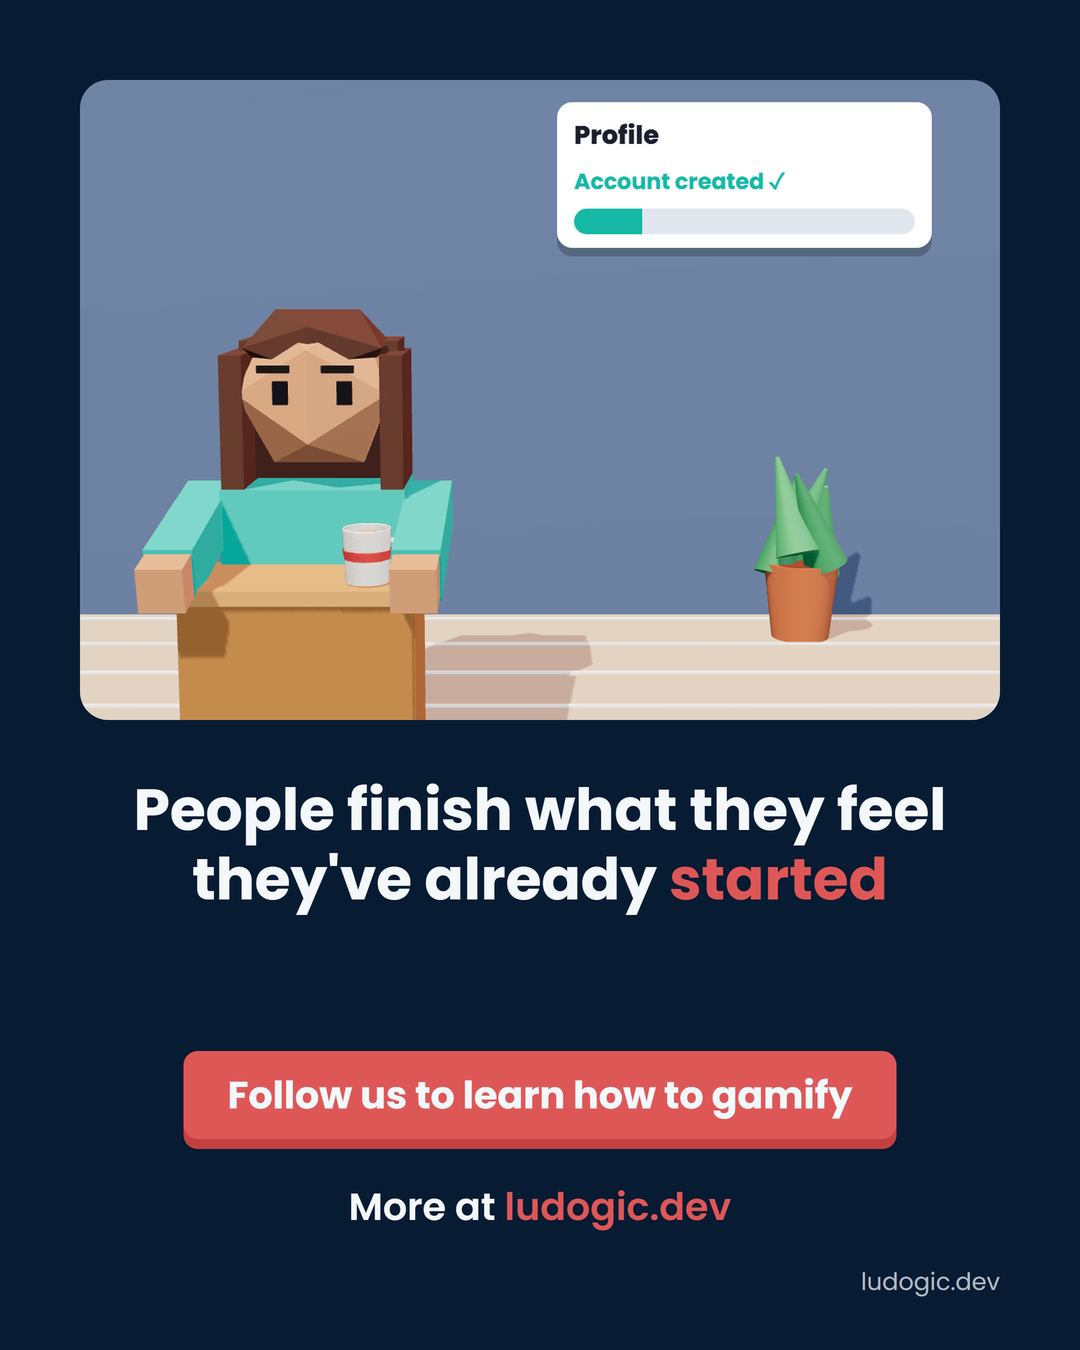 Profile
Account created ✓
People finish what they feel
they've already started
Follow us to learn how to gamify
More at ludogic.dev
ludogic.dev